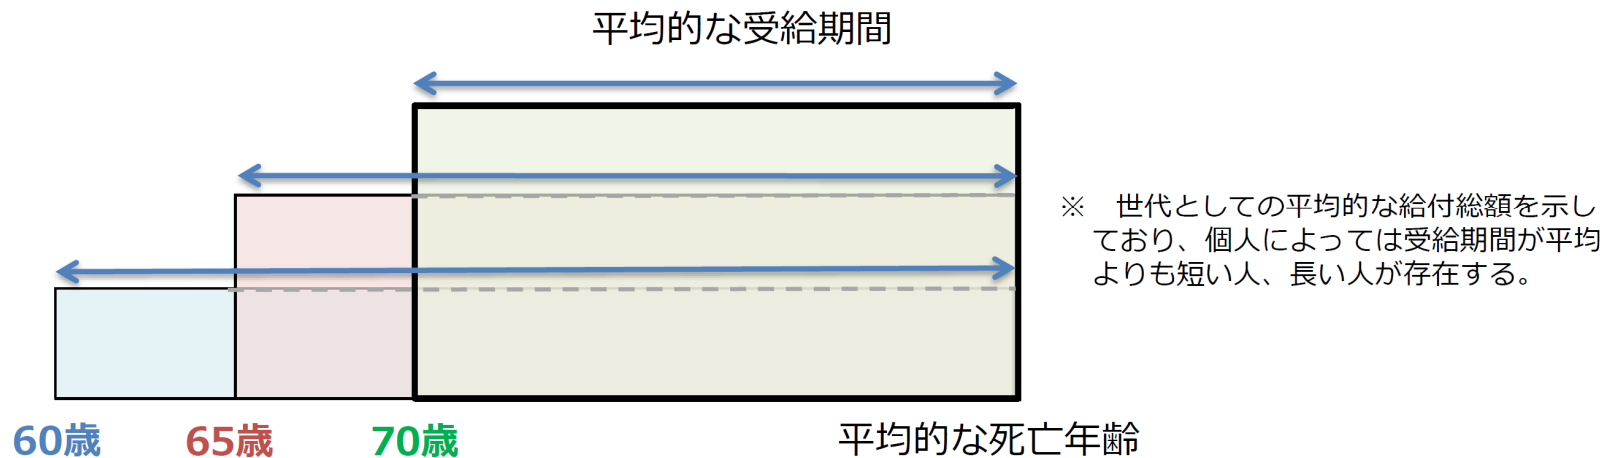 平均的な受給期間
※　世代としての平均的な給付総額を示し
ており、個人によっては受給期間が平均
よりも短い人、長い人が存在する。
60歳
65歳
70歳
平均的な死亡年齢